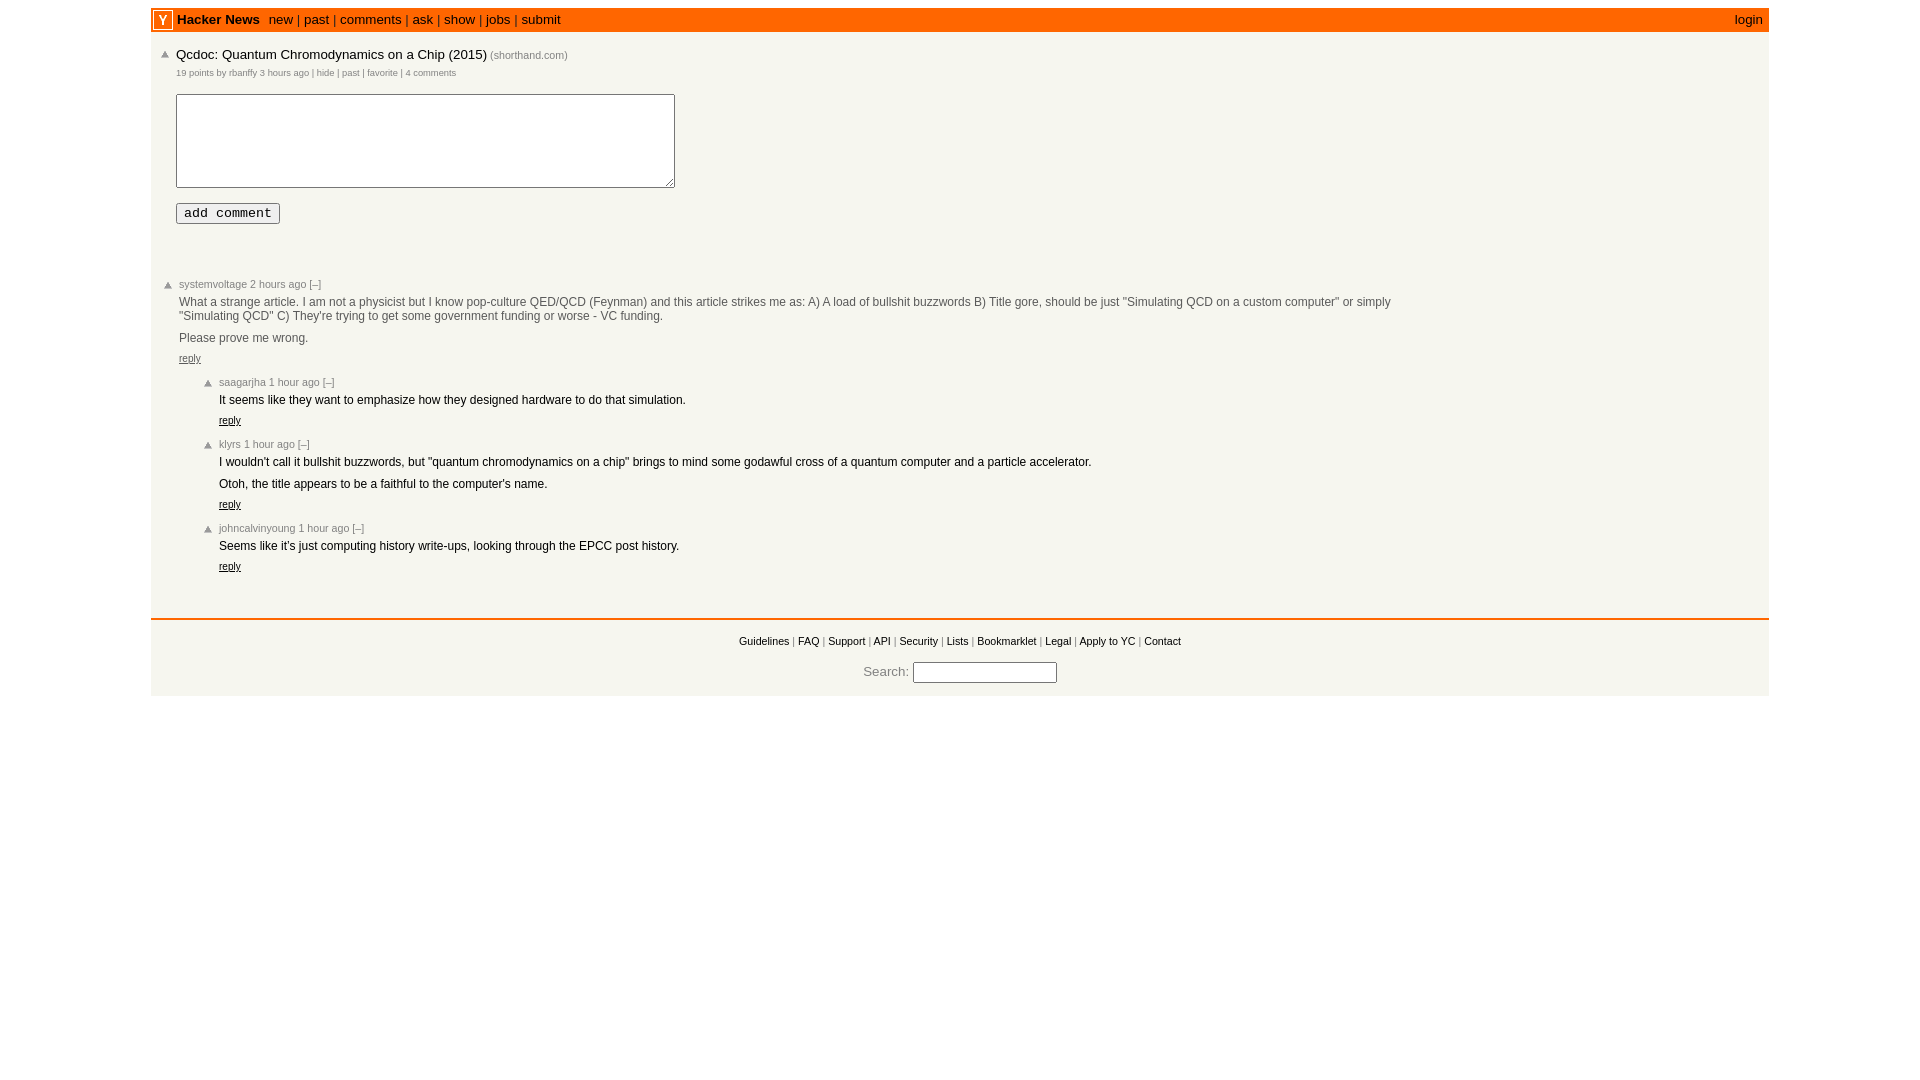 Y Hacker News new | past | comments | ask | show | jobs | submit login
Qcdoc: Quantum Chromodynamics on a Chip (2015) (shorthand.com)
19 points by rbanffy 3 hours ago | hide | past | favorite | 4 comments
add comment
systemvoltage 2 hours ago [–]
What a strange article. I am not a physicist but I know pop-culture QED/QCD (Feynman) and this article strikes me as: A) A load of bullshit buzzwords B) Title gore, should be just "Simulating QCD on a custom computer" or simply
"Simulating QCD" C) They're trying to get some government funding or worse - VC funding.
Please prove me wrong.
reply
saagarjha 1 hour ago [–]
It seems like they want to emphasize how they designed hardware to do that simulation.
reply
klyrs 1 hour ago [–]
I wouldn't call it bullshit buzzwords, but "quantum chromodynamics on a chip" brings to mind some godawful cross of a quantum computer and a particle accelerator.
Otoh, the title appears to be a faithful to the computer's name.
reply
johncalvinyoung 1 hour ago [–]
Seems like it's just computing history write-ups, looking through the EPCC post history.
reply
Guidelines | FAQ | Support | API | Security | Lists | Bookmarklet | Legal | Apply to YC | Contact
Search: